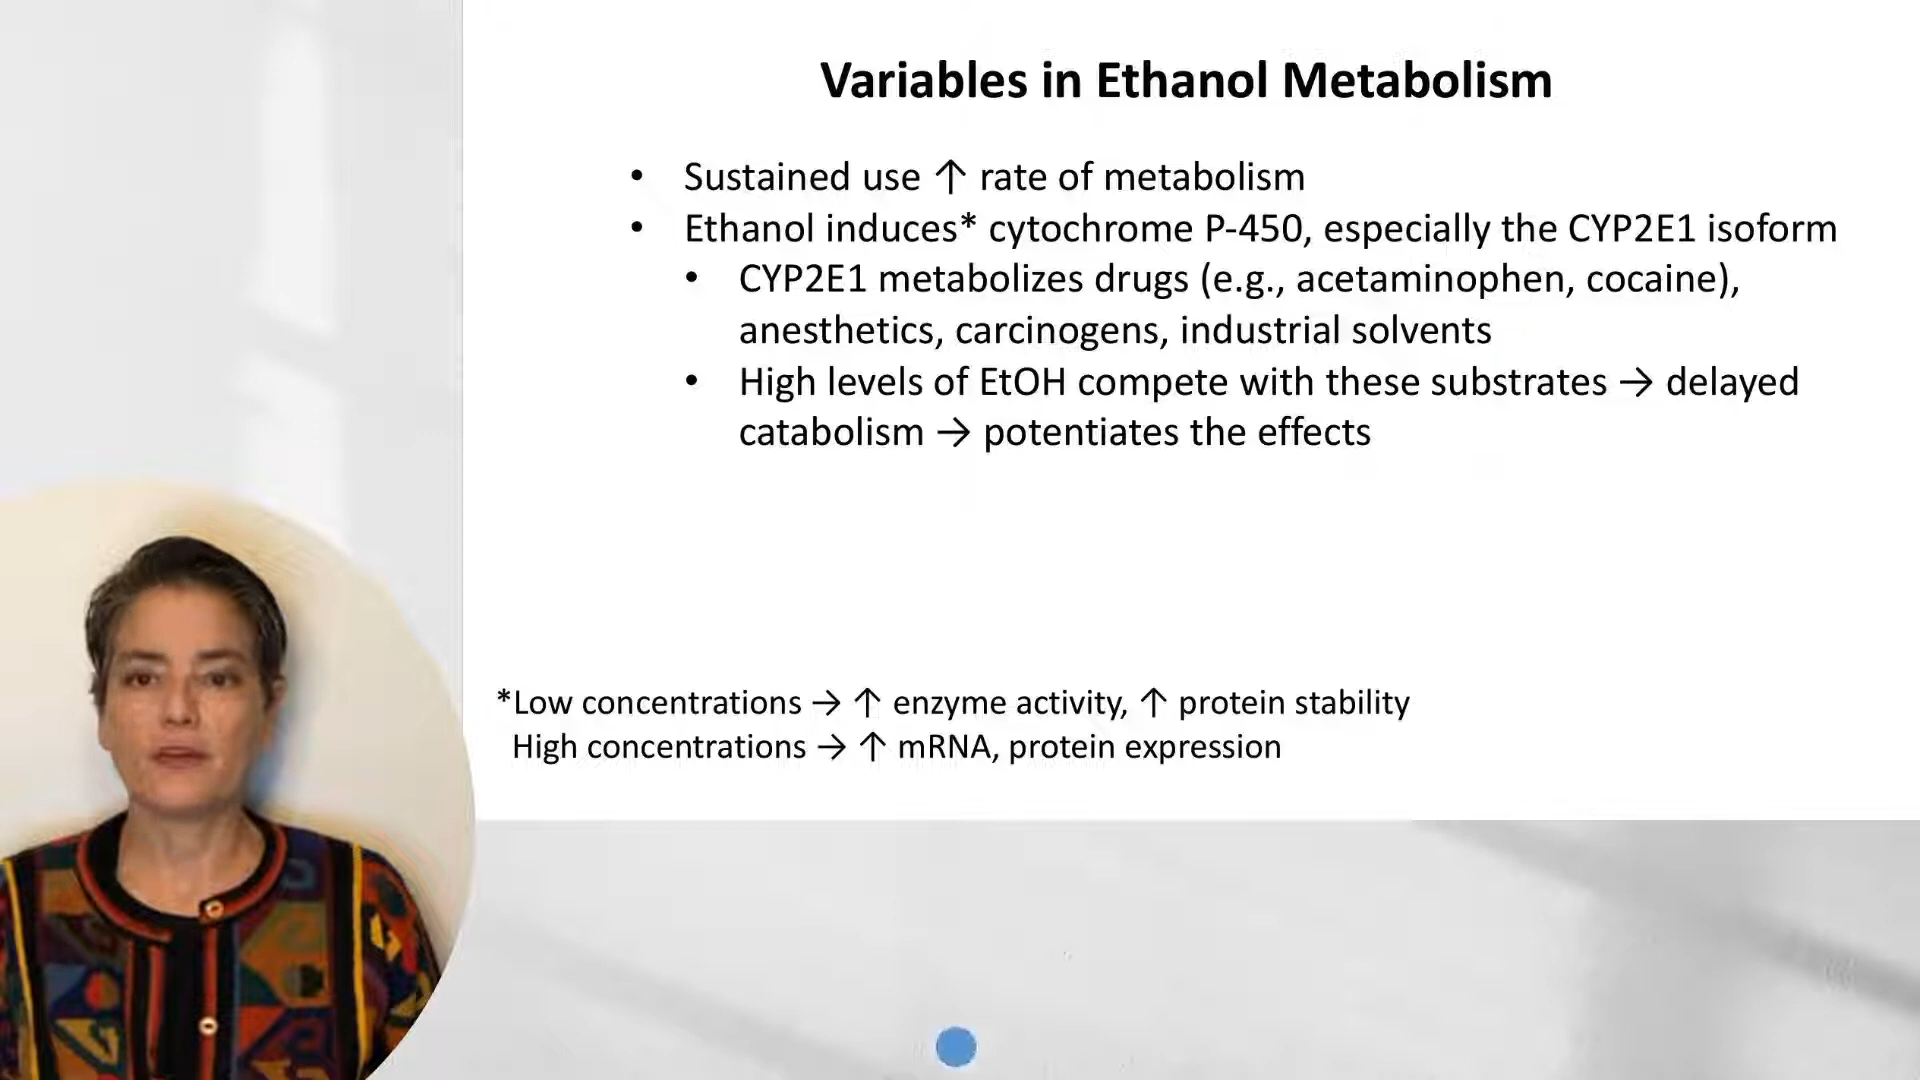 Variables in Ethanol Metabolism
• Sustained use ↑ rate of metabolism
• Ethanol induces* cytochrome P-450, especially the CYP2E1 isoform
• CYP2E1 metabolizes drugs (e.g., acetaminophen, cocaine),
anesthetics, carcinogens, industrial solvents
• High levels of EtOH compete with these substrates → delayed
catabolism → potentiates the effects
*Low concentrations → ↑ enzyme activity, ↑ protein stability
High concentrations → ↑ mRNA, protein expression